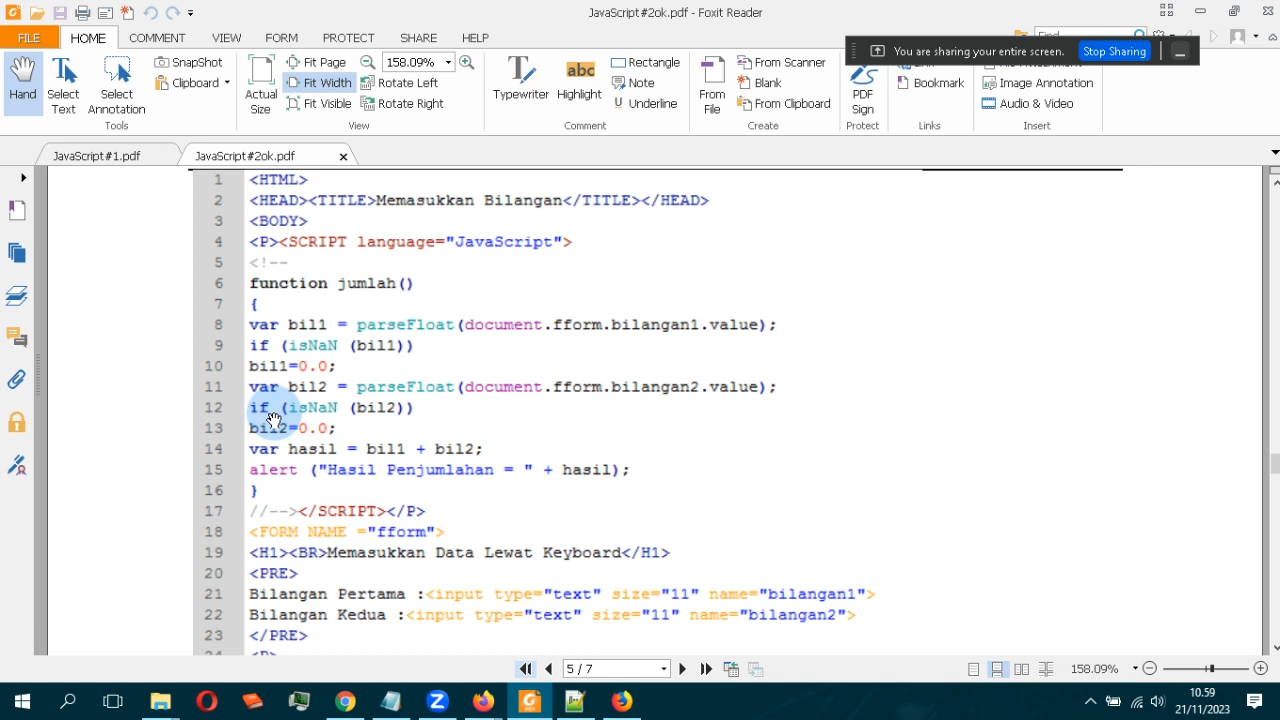 JavaScript#2ok.pdf - Foxit Reader
FILE HOME COMMENT VIEW FORM PROTECT SHARE HELP
Find
You are sharing your entire screen. Stop Sharing
Hand
Select Text
Select Annotation
SnapShot
Clipboard
Tools
Actual Size
Fit Page
Fit Width
Fit Visible
158.09%
Rotate Left
Rotate Right
View
Typewriter
Highlight
Rectangle
Note
Underline
Comment
From File
From Scanner
Blank
From Clipboard
Create
PDF Sign
Protect
Bookmark
Links
Image Annotation
Audio & Video
Insert
JavaScript#1.pdf
JavaScript#2ok.pdf
1 <HTML>
2 <HEAD><TITLE>Memasukkan Bilangan</TITLE></HEAD>
3 <BODY>
4 <P><SCRIPT language="JavaScript">
5 <!--
6 function jumlah()
7 {
8 var bil1 = parseFloat(document.fform.bilangan1.value);
9 if (isNaN (bil1))
10 bil1=0.0;
11 var bil2 = parseFloat(document.fform.bilangan2.value);
12 if (isNaN (bil2))
13 bil2=0.0;
14 var hasil = bil1 + bil2;
15 alert ("Hasil Penjumlahan = " + hasil);
16 }
17 //--></SCRIPT></P>
18 <FORM NAME ="fform">
19 <H1><BR>Memasukkan Data Lewat Keyboard</H1>
20 <PRE>
21 Bilangan Pertama :<input type="text" size="11" name="bilangan1">
22 Bilangan Kedua :<input type="text" size="11" name="bilangan2">
23 </PRE>
5 / 7
158.09%
10.59
21/11/2023